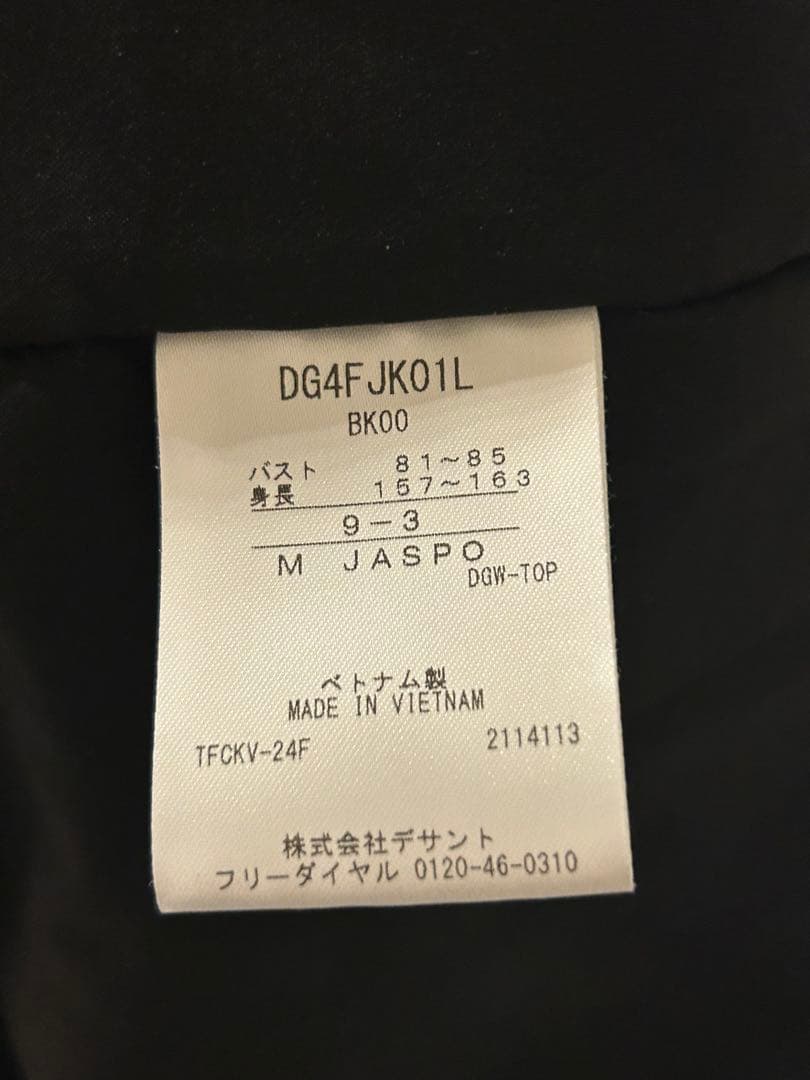 DG4FJK01L
BK00
バスト 81～85
身長 157～163
9－3
M JASPO
DGW-TOP
ベトナム製
MADE IN VIETNAM
TFCKV-24F 2114113
株式会社デサント
フリーダイヤル 0120-46-0310